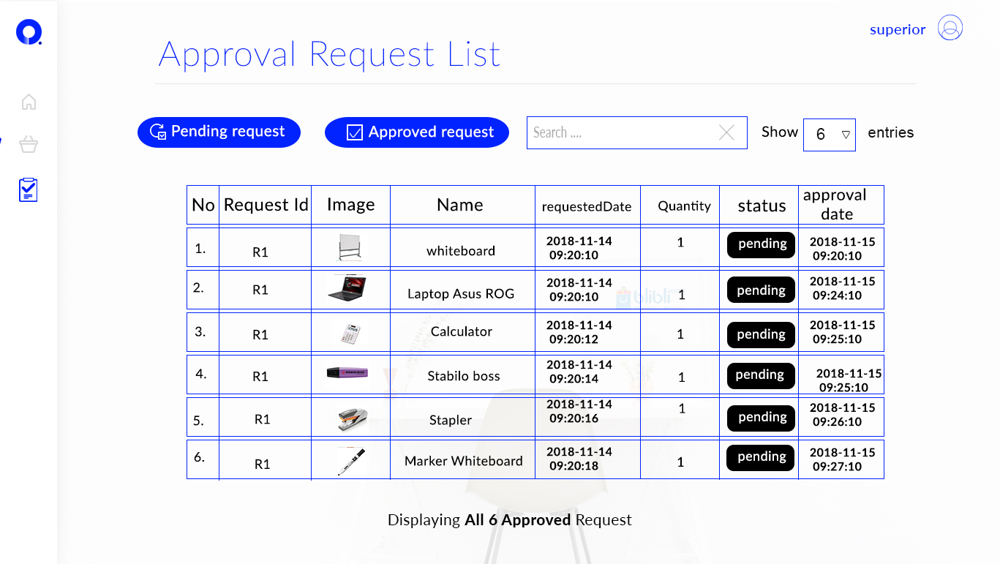 superior
Approval Request List
Pending request Approved request Search .... Show 6 entries
No Request Id Image Name requestedDate Quantity status approval
date
1. R1 whiteboard 2018-11-14 1 pending 2018-11-15
09:20:10 09:20:10
2. R1 Laptop Asus ROG 2018-11-14 1 pending 2018-11-15
09:20:10 09:24:10
blibli
3. R1 Calculator 2018-11-14 1 pending 2018-11-15
09:20:12 09:25:10
4. R1 Stabilo boss 2018-11-14 1 pending 2018-11-15
09:20:14 09:25:10
5. R1 Stapler 2018-11-14 1 pending 2018-11-15
09:20:16 09:26:10
6. R1 Marker Whiteboard 2018-11-14 1 pending 2018-11-15
09:20:18 09:27:10
Displaying All 6 Approved Request